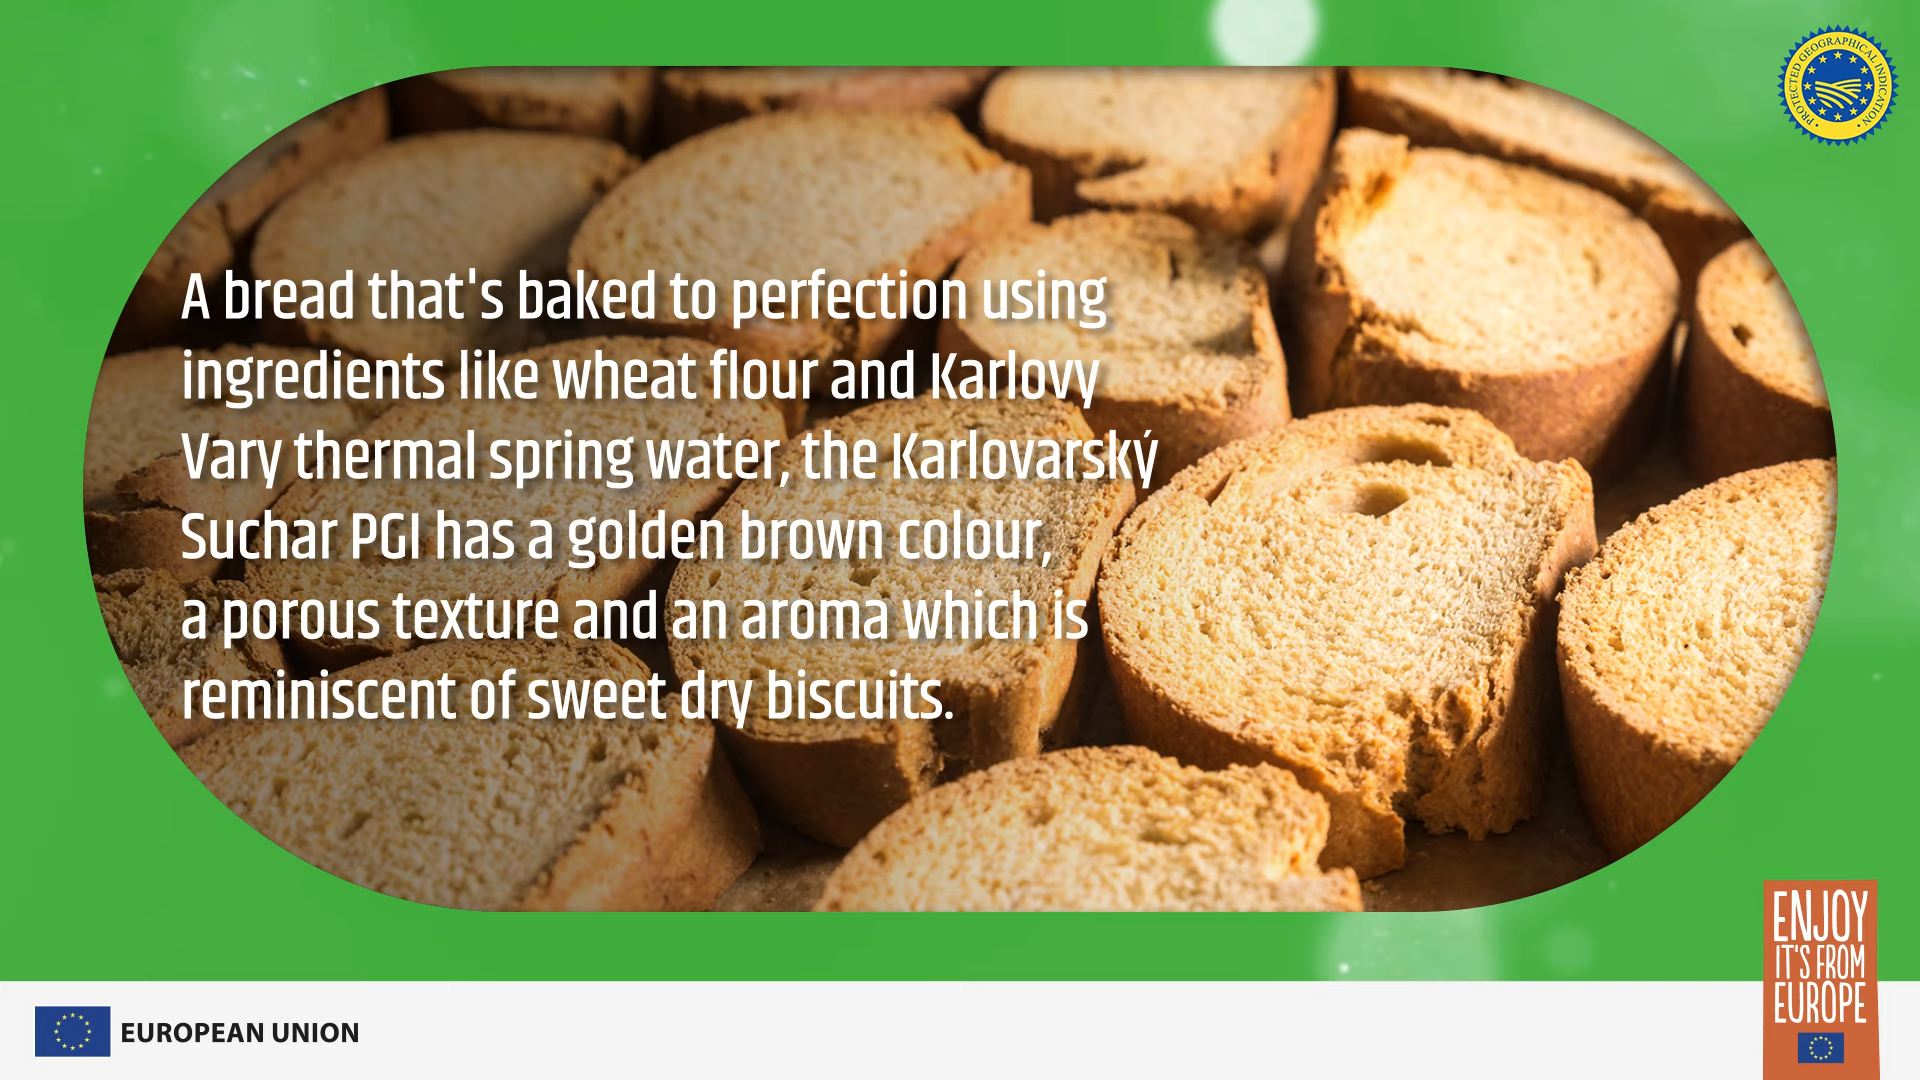 PROTECTED GEOGRAPHICAL INDICATION
A bread that's baked to perfection using
ingredients like wheat flour and Karlovy
Vary thermal spring water, the Karlovarský
Suchar PGI has a golden brown colour,
a porous texture and an aroma which is
reminiscent of sweet dry biscuits.
ENJOY
IT'S FROM
EUROPE
EUROPEAN UNION